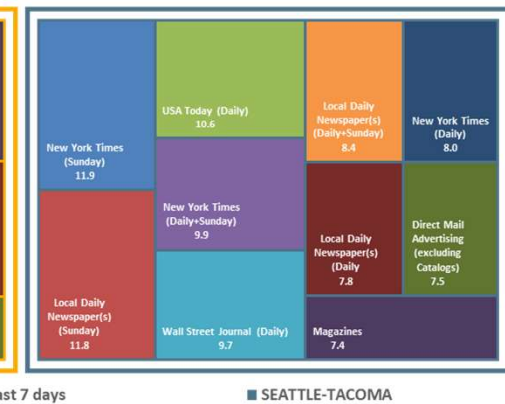 New York Times
(Sunday)
11.9
Local Daily
Newspaper(s)
(Sunday)
11.8
USA Today (Daily)
10.6
New York Times
(Daily+Sunday)
9.9
Wall Street Journal (Daily)
9.7
Local Daily
Newspaper(s)
(Daily+Sunday)
8.4
New York Times
(Daily)
8.0
Local Daily
Newspaper(s)
(Daily
7.8
Direct Mail
Advertising
(excluding
Catalogs)
7.5
Magazines
7.4
ast 7 days
SEATTLE-TACOMA